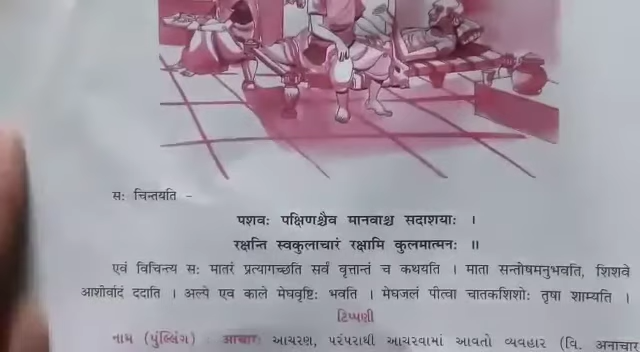 सः चिन्तयति -
पशवः पक्षिणश्चैव मानवाश्च सदाशयाः ।
रक्षन्ति स्वकुलाचारं रक्षामि कुलमात्मनः ॥
एवं विचिन्त्य सः मातरं प्रत्यागच्छति सर्वं वृत्तान्तं च कथयति । माता सन्तोषमनुभवति, शिशवे
आशीर्वादं ददाति । अल्पे एव काले मेघवृष्टिः भवति । मेघजलं पीत्वा चातकशिशोः तृषा शाम्यति ।
टिप्पणी
નામ (પુંલ્લિંગ) : आचारः આચરણ, પરંપરાથી આચરવામાં આવતો વ્યવહાર (વિ. અનાચાર